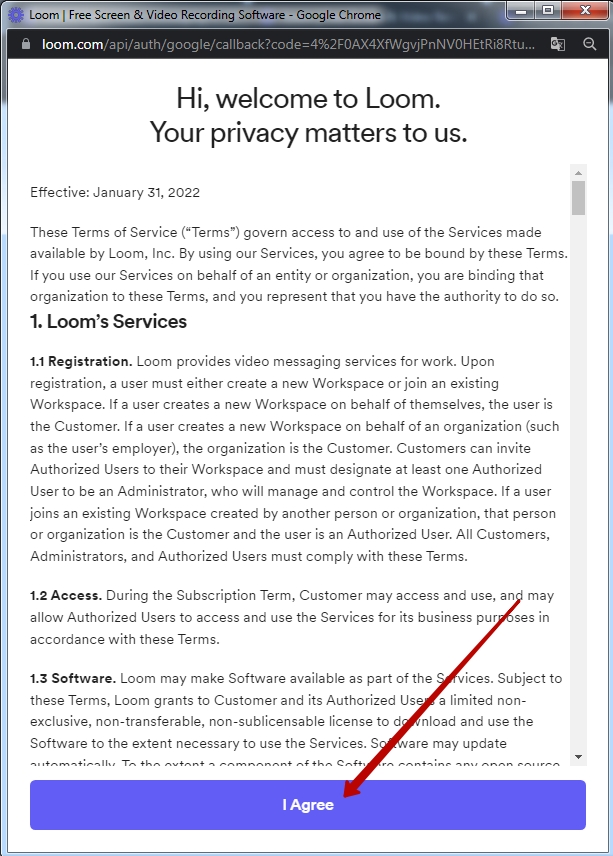 Loom | Free Screen & Video Recording Software - Google Chrome
loom.com/api/auth/google/callback?code=4%2F0AX4XfWgvjPnNV0HEtRi8Rtu...
Hi, welcome to Loom.
Your privacy matters to us.
Effective: January 31, 2022
These Terms of Service (“Terms”) govern access to and use of the Services made
available by Loom, Inc. By using our Services, you agree to be bound by these Terms.
If you use our Services on behalf of an entity or organization, you are binding that
organization to these Terms, and you represent that you have the authority to do so.
1. Loom’s Services
1.1 Registration. Loom provides video messaging services for work. Upon
registration, a user must either create a new Workspace or join an existing
Workspace. If a user creates a new Workspace on behalf of themselves, the user is
the Customer. If a user creates a new Workspace on behalf of an organization (such
as the user’s employer), the organization is the Customer. Customers can invite
Authorized Users to their Workspace and must designate at least one Authorized
User to be an Administrator, who will manage and control the Workspace. If a user
joins an existing Workspace created by another person or organization, that person
or organization is the Customer and the user is an Authorized User. All Customers,
Administrators, and Authorized Users must comply with these Terms.
1.2 Access. During the Subscription Term, Customer may access and use, and may
allow Authorized Users to access and use the Services for its business purposes in
accordance with these Terms.
1.3 Software. Loom may make Software available as part of the Services. Subject to
these Terms, Loom grants to Customer and its Authorized Users a limited non-
exclusive, non-transferable, non-sublicensable license to download and use the
Software to the extent necessary to use the Services. Software may update
automatically. To the extent a component of the Software contains any open source
I Agree